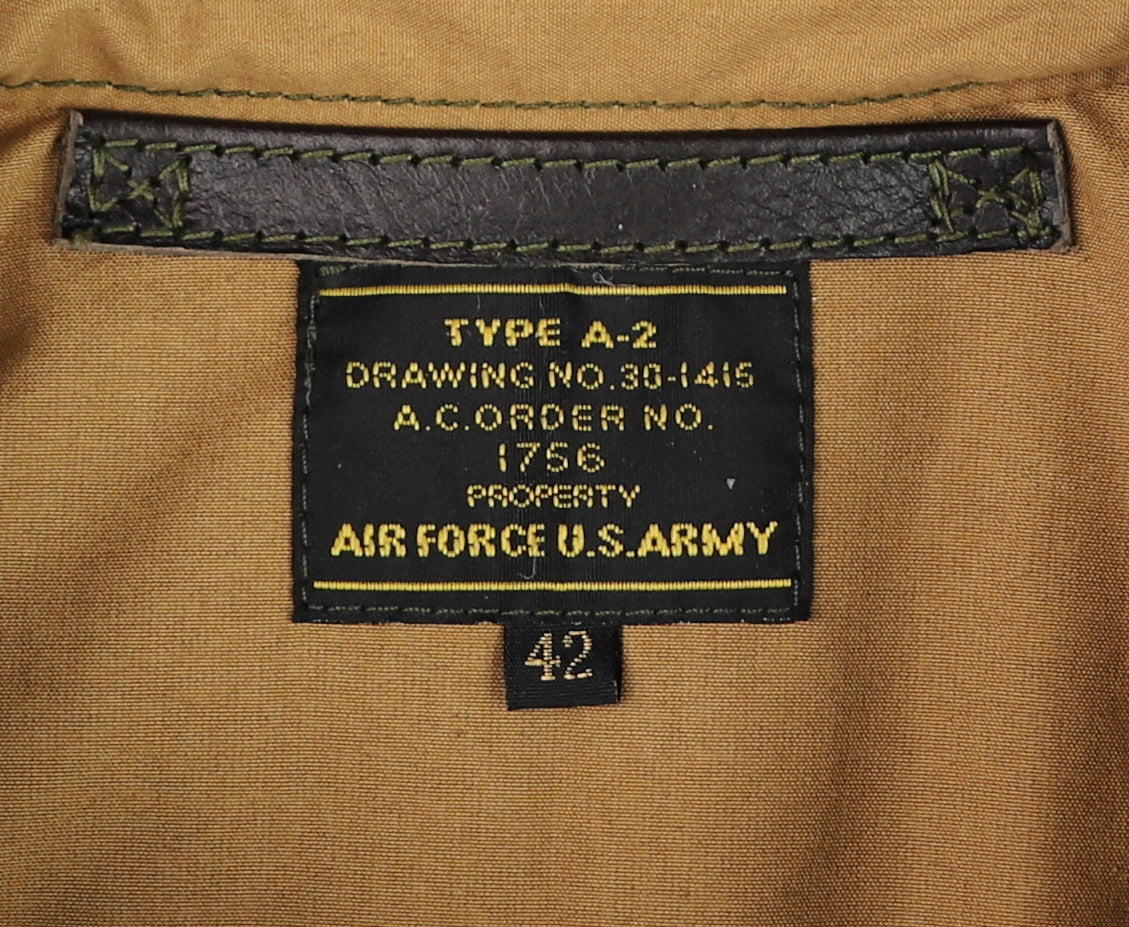 TYPE A-2
DRAWING NO.30-1415
A.C.ORDER NO.
1756
PROPERTY
AIR FORCE U.S.ARMY
42